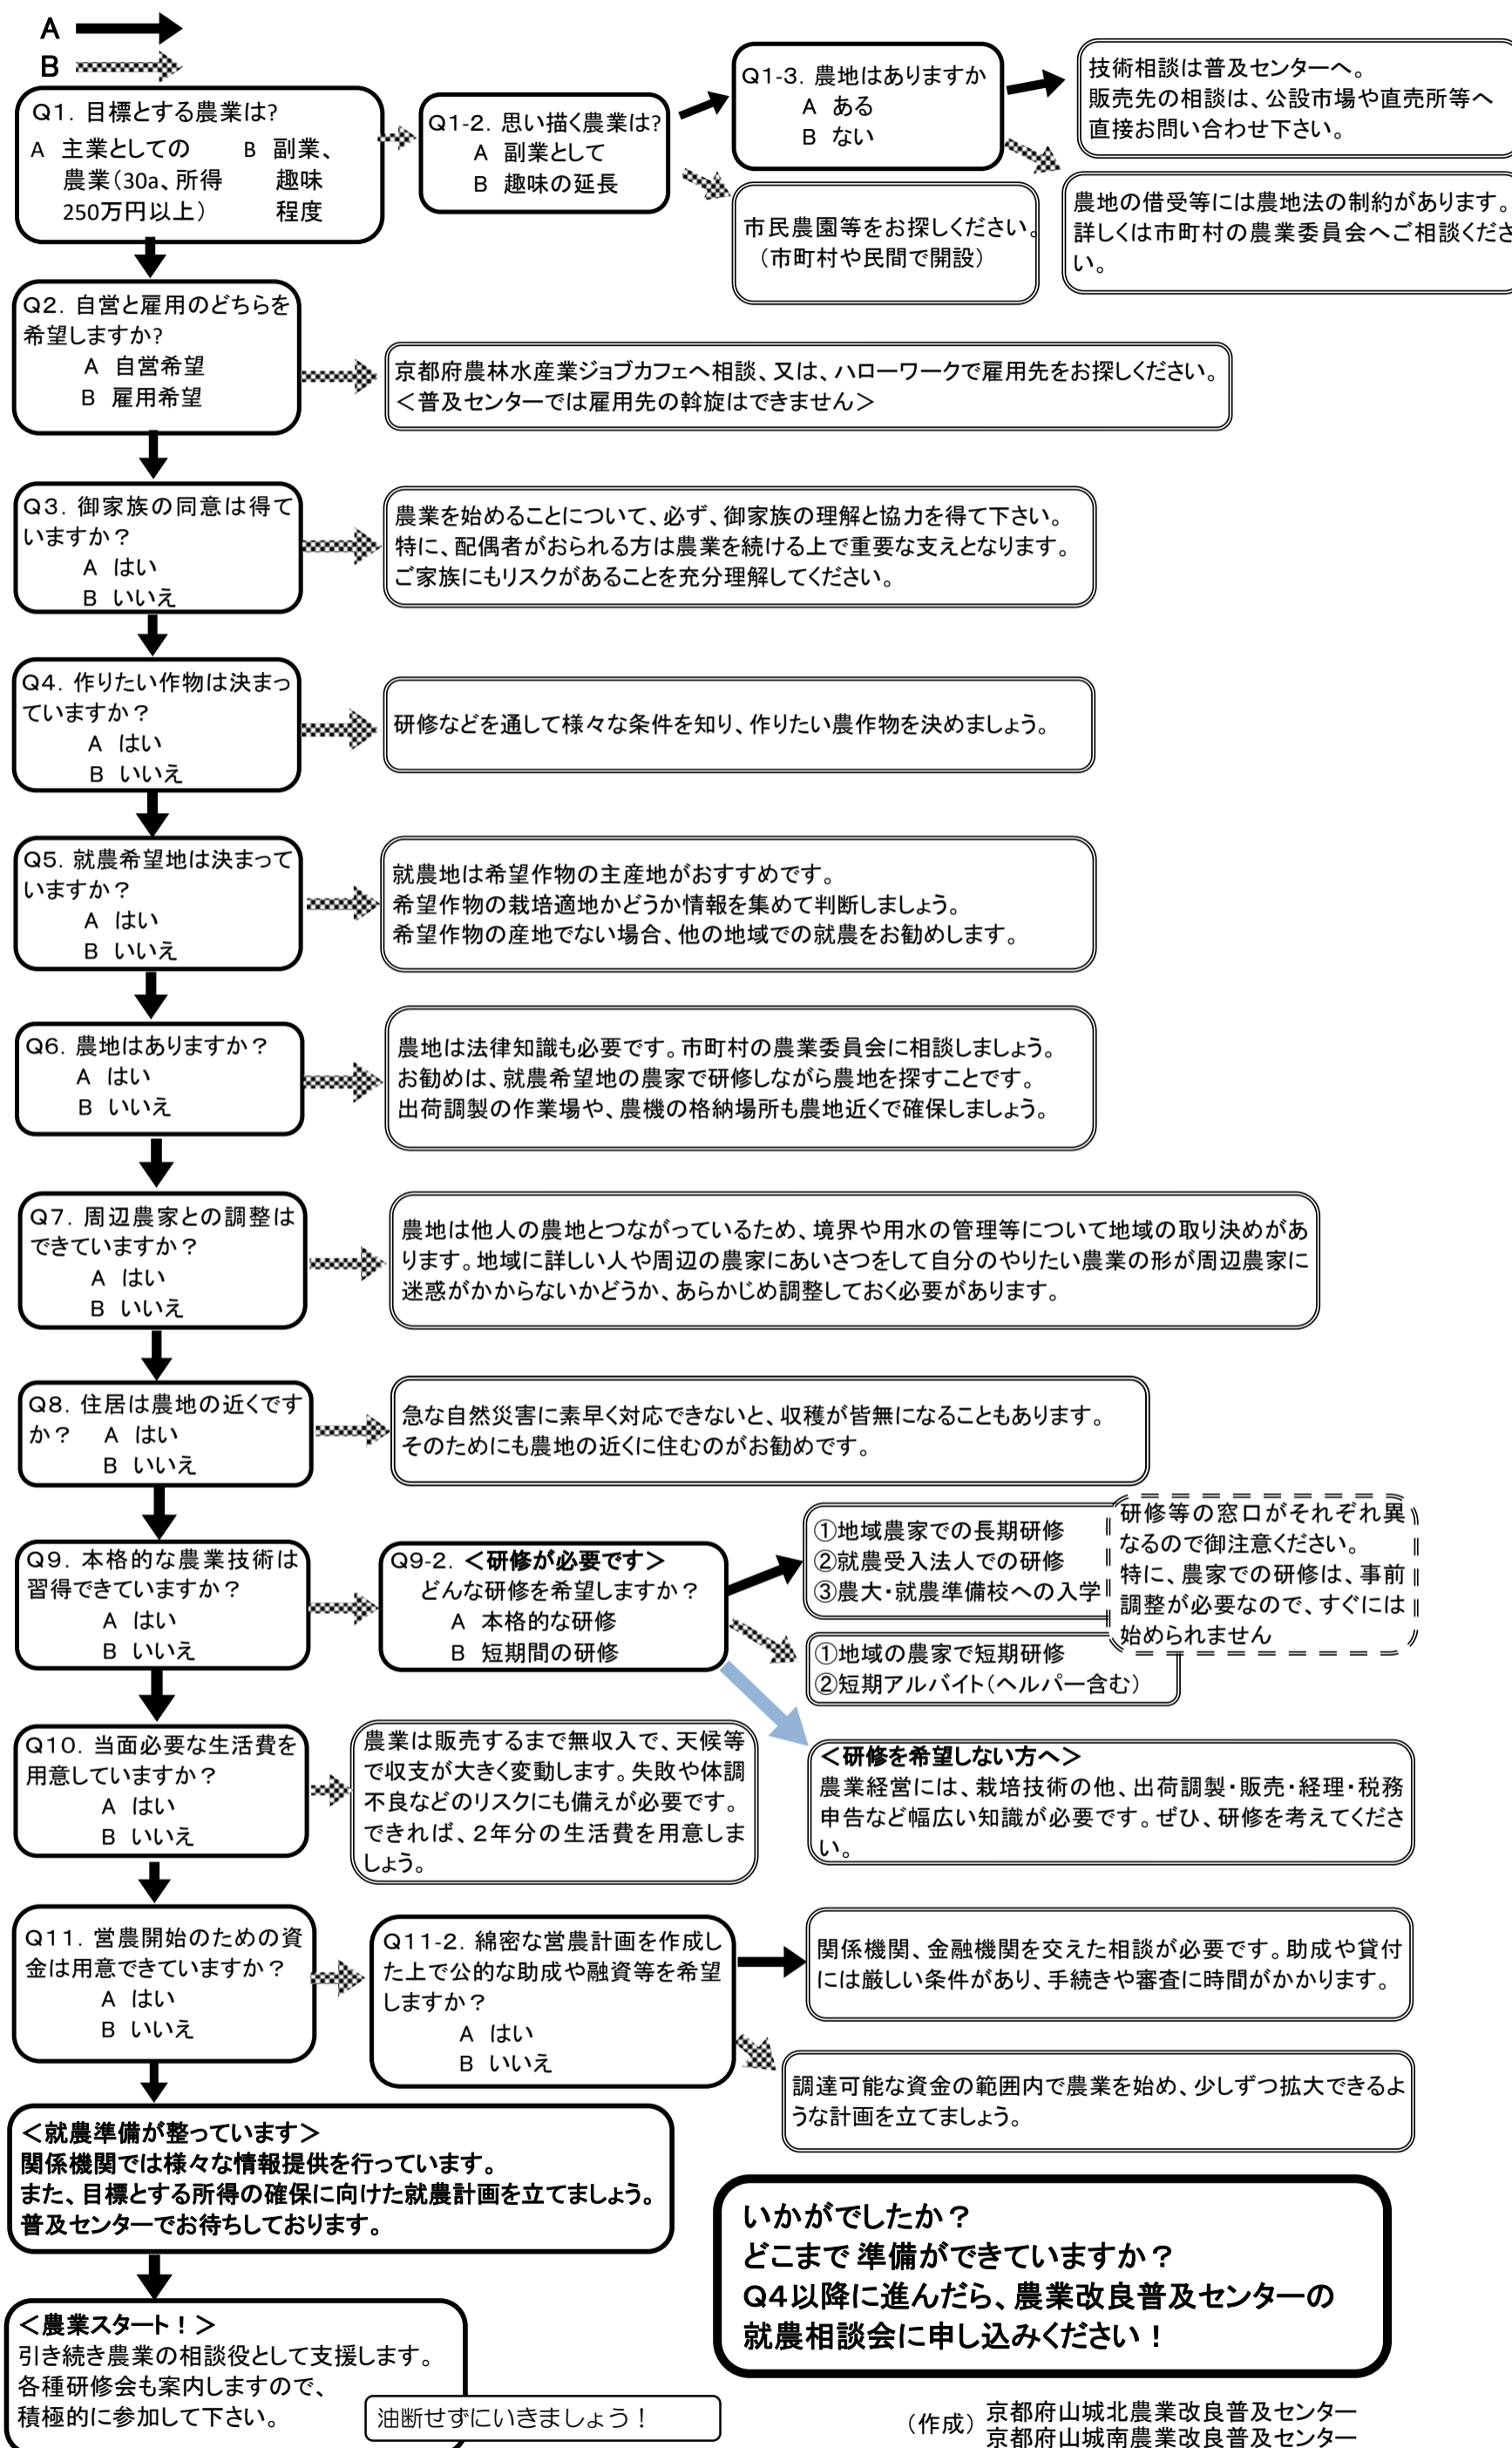 A
B
Q1. 目標とする農業は?
A 主業としての
農業(30a、所得
250万円以上)
B 副業、
趣味
程度
Q1-2. 思い描く農業は?
A 副業として
B 趣味の延長
Q1-3. 農地はありますか
A ある
B ない
技術相談は普及センターへ。
販売先の相談は、公設市場や直売所等へ
直接お問い合わせ下さい。
市民農園等をお探しください。
(市町村や民間で開設)
農地の借受等には農地法の制約があります。
詳しくは市町村の農業委員会へご相談くださ
い。
Q2. 自営と雇用のどちらを
希望しますか?
A 自営希望
B 雇用希望
京都府農林水産業ジョブカフェへ相談、又は、ハローワークで雇用先をお探しください。
<普及センターでは雇用先の斡旋はできません>
Q3. 御家族の同意は得て
いますか?
A はい
B いいえ
農業を始めることについて、必ず、御家族の理解と協力を得て下さい。
特に、配偶者がおられる方は農業を続ける上で重要な支えとなります。
ご家族にもリスクがあることを充分理解してください。
Q4. 作りたい作物は決まっ
ていますか?
A はい
B いいえ
研修などを通して様々な条件を知り、作りたい農作物を決めましょう。
Q5. 就農希望地は決まって
いますか?
A はい
B いいえ
就農地は希望作物の主産地がおすすめです。
希望作物の栽培適地かどうか情報を集めて判断しましょう。
希望作物の産地でない場合、他の地域での就農をお勧めします。
Q6. 農地はありますか?
A はい
B いいえ
農地は法律知識も必要です。市町村の農業委員会に相談しましょう。
お勧めは、就農希望地の農家で研修しながら農地を探すことです。
出荷調製の作業場や、農機の格納場所も農地近くで確保しましょう。
Q7. 周辺農家との調整は
できていますか?
A はい
B いいえ
農地は他人の農地とつながっているため、境界や用水の管理等について地域の取り決めがあ
ります。地域に詳しい人や周辺の農家にあいさつをして自分のやりたい農業の形が周辺農家に
迷惑がかからないかどうか、あらかじめ調整しておく必要があります。
Q8. 住居は農地の近くです
か? A はい
B いいえ
急な自然災害に素早く対応できないと、収穫が皆無になることもあります。
そのためにも農地の近くに住むのがお勧めです。
Q9. 本格的な農業技術は
習得できていますか?
A はい
B いいえ
Q9-2. <研修が必要です>
どんな研修を希望しますか?
A 本格的な研修
B 短期間の研修
①地域農家での長期研修
②就農受入法人での研修
③農大・就農準備校への入学
研修等の窓口がそれぞれ異
なるので御注意ください。
特に、農家での研修は、事前
調整が必要なので、すぐには
始められません
①地域の農家で短期研修
②短期アルバイト(ヘルパー含む)
Q10. 当面必要な生活費を
用意していますか?
A はい
B いいえ
農業は販売するまで無収入で、天候等
で収支が大きく変動します。失敗や体調
不良などのリスクにも備えが必要です。
できれば、2年分の生活費を用意しま
しょう。
<研修を希望しない方へ>
農業経営には、栽培技術の他、出荷調製・販売・経理・税務
申告など幅広い知識が必要です。ぜひ、研修を考えてくださ
い。
Q11. 営農開始のための資
金は用意できていますか?
A はい
B いいえ
Q11-2. 綿密な営農計画を作成し
た上で公的な助成や融資等を希望
しますか?
A はい
B いいえ
関係機関、金融機関を交えた相談が必要です。助成や貸付
には厳しい条件があり、手続きや審査に時間がかかります。
調達可能な資金の範囲内で農業を始め、少しずつ拡大できるよ
うな計画を立てましょう。
<就農準備が整っています>
関係機関では様々な情報提供を行っています。
また、目標とする所得の確保に向けた就農計画を立てましょう。
普及センターでお待ちしております。
いかがでしたか?
どこまで 準備ができていますか?
Q4以降に進んだら、農業改良普及センターの
就農相談会に申し込みください!
<農業スタート!>
引き続き農業の相談役として支援します。
各種研修会も案内しますので、
積極的に参加して下さい。
油断せずにいきましょう!
(作成) 京都府山城北農業改良普及センター
京都府山城南農業改良普及センター